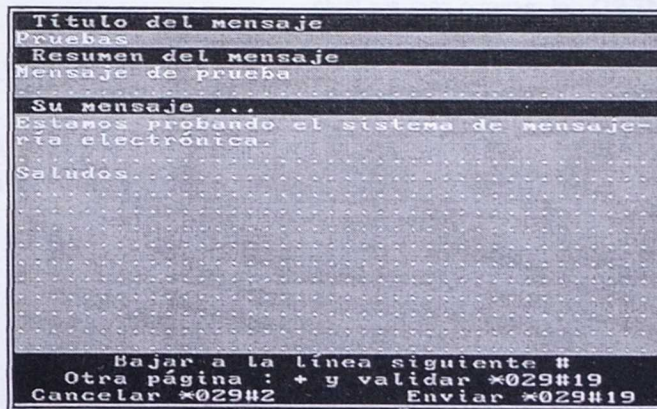 Título del mensaje
Pruebas
Resumen del mensaje
Mensaje de prueba
Su mensaje ...
Estamos probando el sistema de mensaje-
ría electrónica.
Saludos.
Bajar a la línea siguiente #
Otra página : + y validar *029#19
Cancelar *029#2 Enviar *029#19